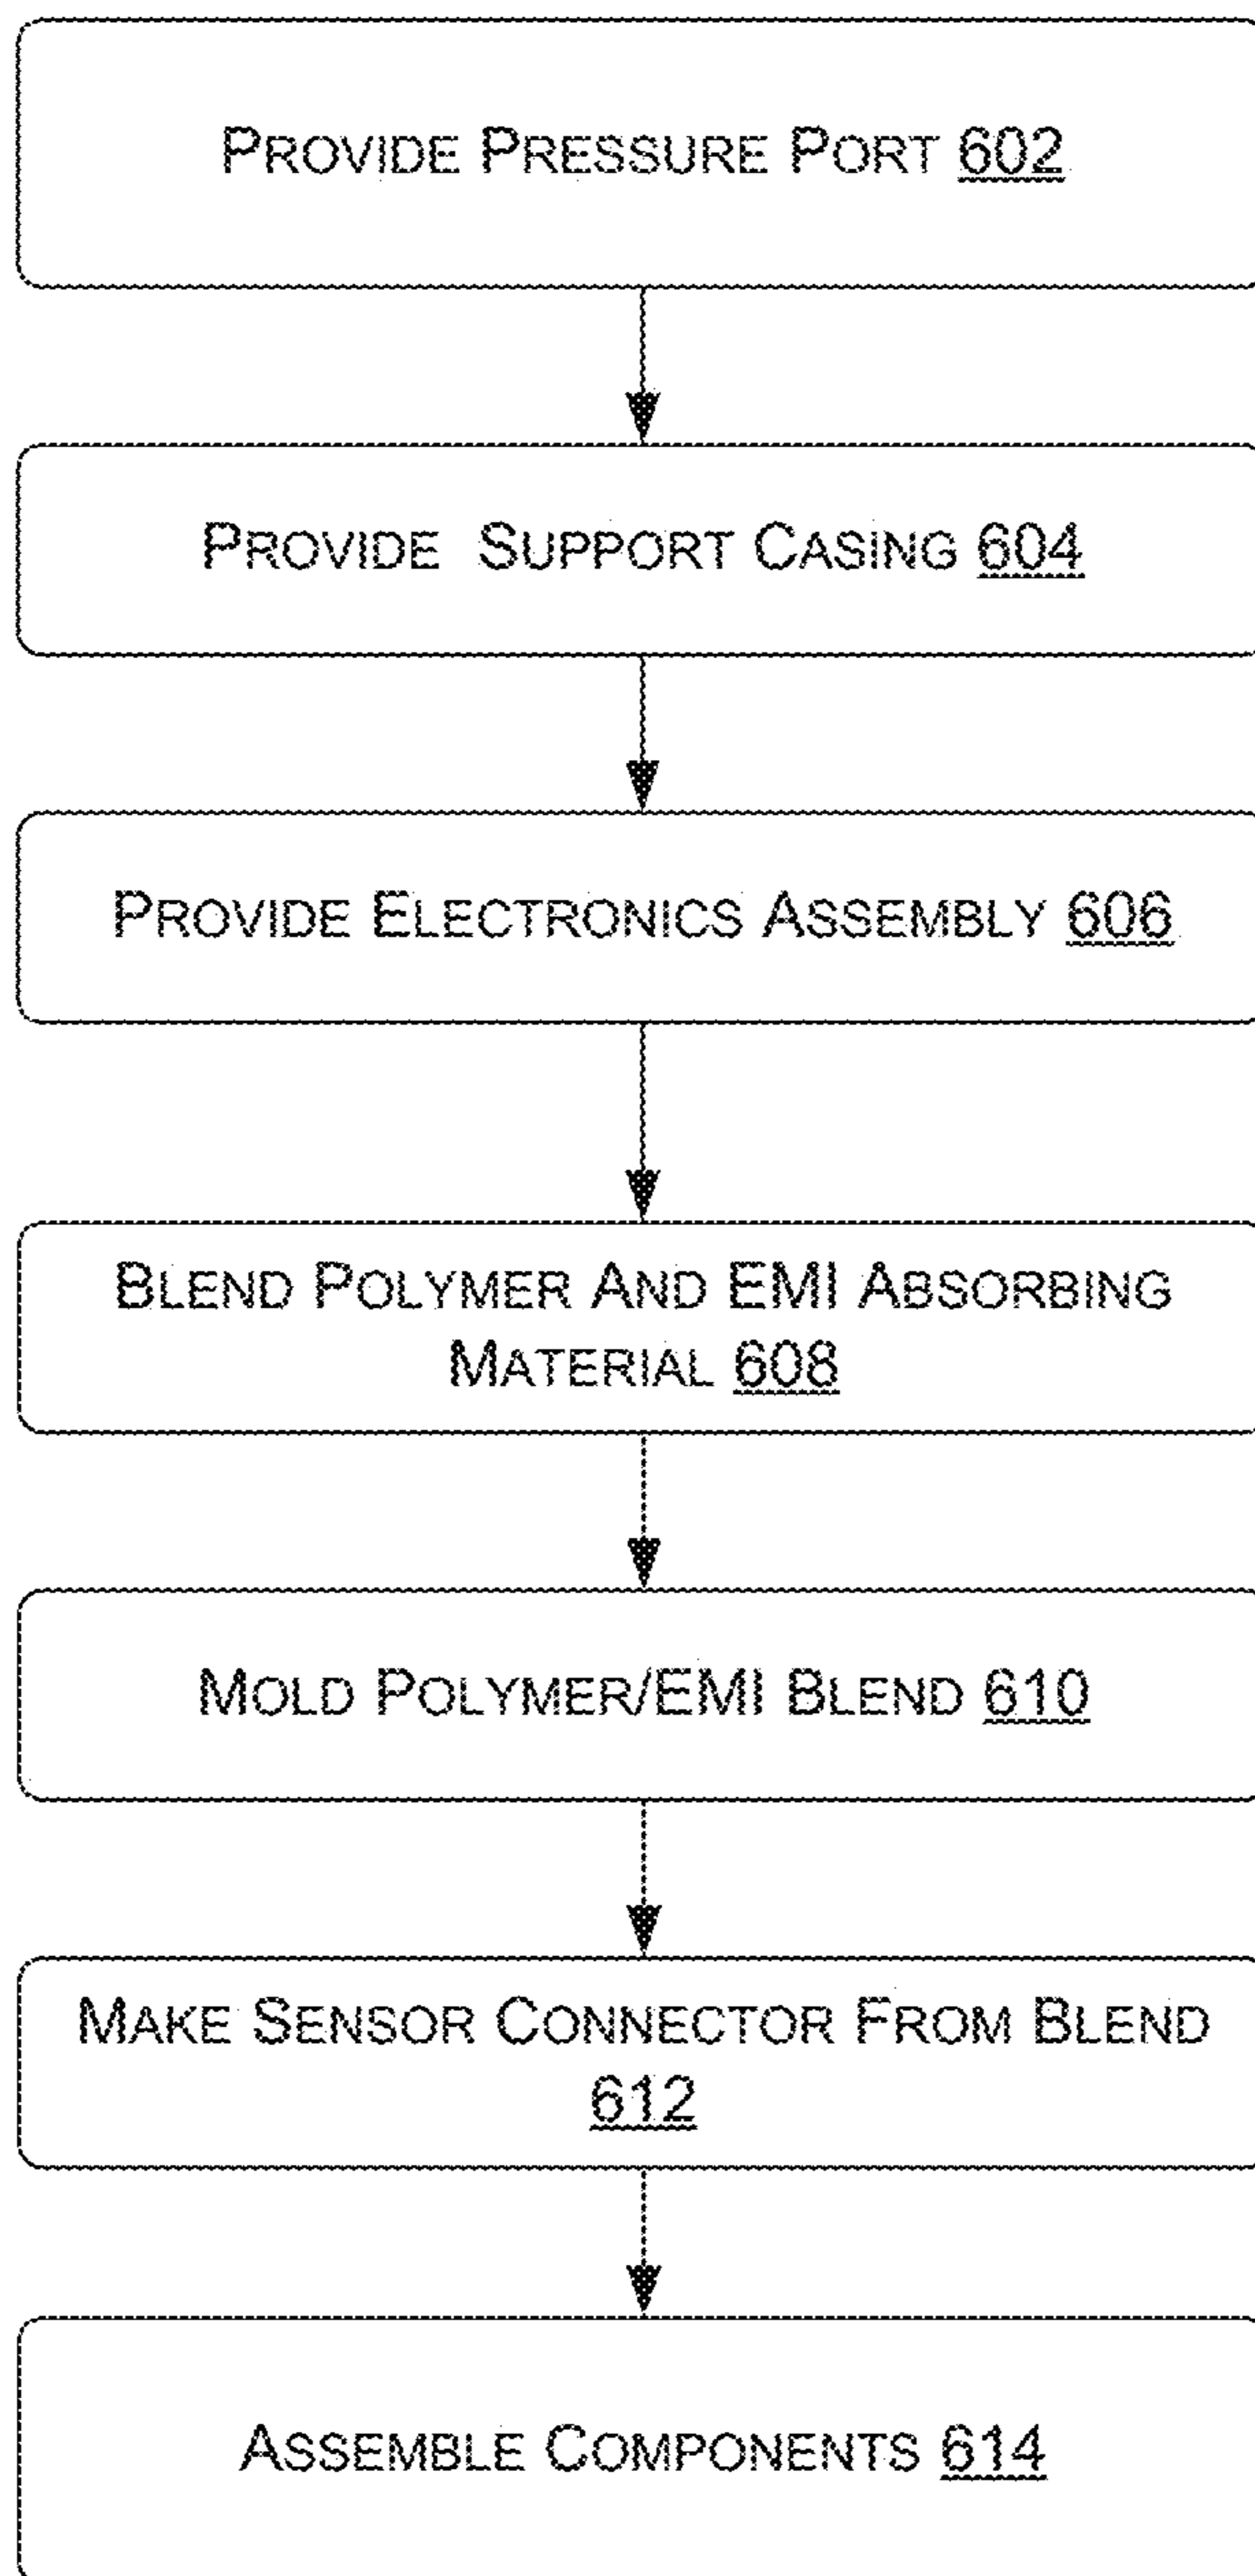 PROVIDE PRESSURE PORT 602
PROVIDE SUPPORT CASING 604
PROVIDE ELECTRONICS ASSEMBLY 606
BLEND POLYMER AND EMI ABSORBING
MATERIAL 608
MOLD POLYMER/EMI BLEND 610
MAKE SENSOR CONNECTOR FROM BLEND
612
ASSEMBLE COMPONENTS 614